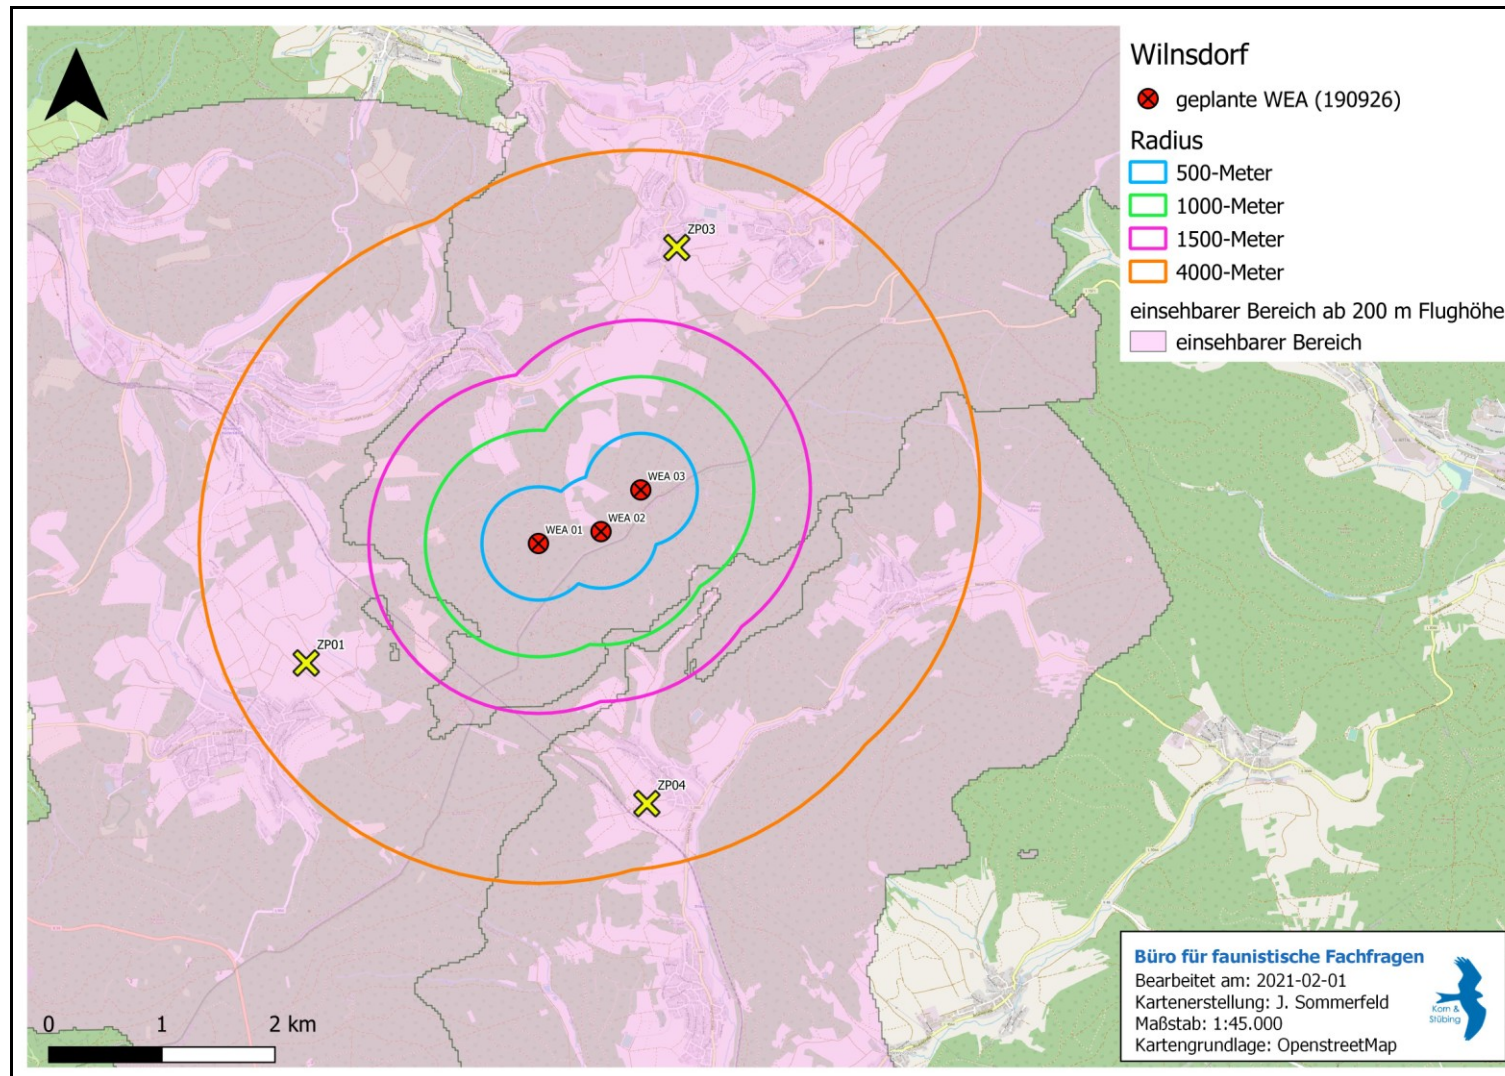 Wilnsdorf
geplante WEA (190926)
Radius
500-Meter
1000-Meter
1500-Meter
4000-Meter
einsehbarer Bereich ab 200 m Flughöhe
einsehbarer Bereich
ZP03
WEA 03
WEA 02
WEA 01
ZP01
ZP04
0 1 2 km
Büro für faunistische Fachfragen
Bearbeitet am: 2021-02-01
Kartenerstellung: J. Sommerfeld
Maßstab: 1:45.000
Kartengrundlage: OpenstreetMap
Korn &
Stübing